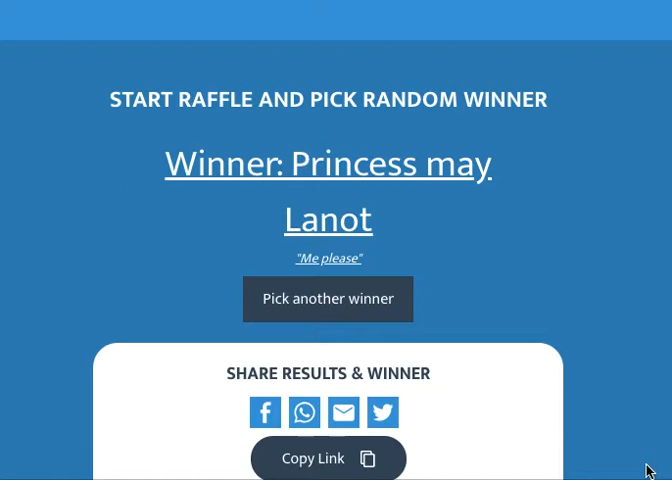 START RAFFLE AND PICK RANDOM WINNER
Winner: Princess may
Lanot
"Me please"
Pick another winner
SHARE RESULTS & WINNER
Copy Link